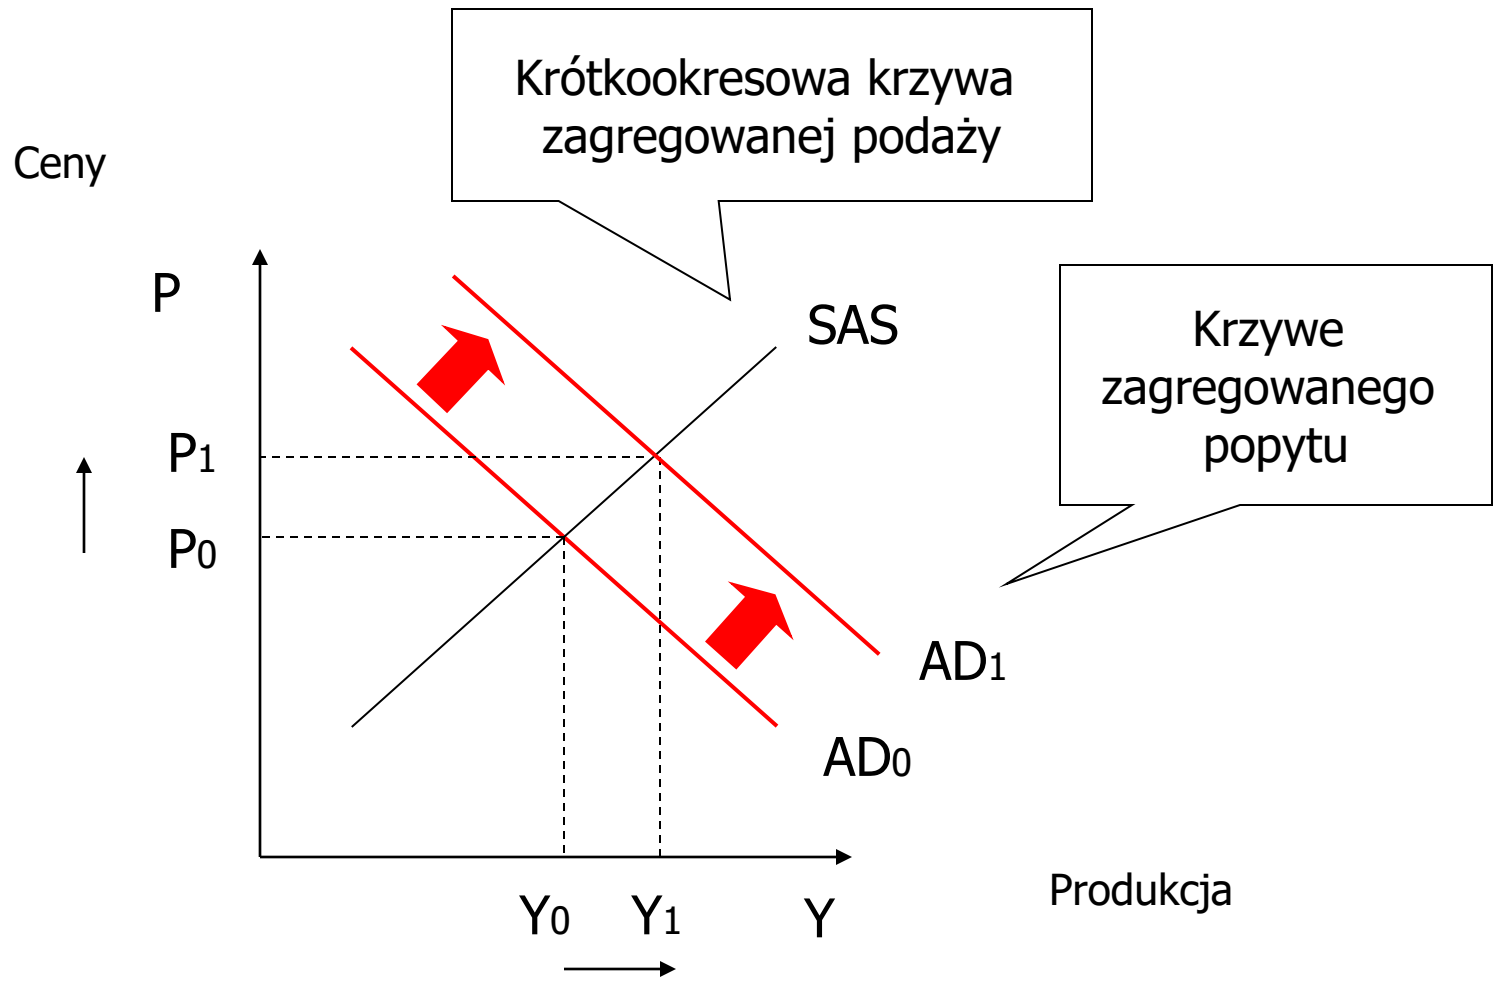 Krótkookresowa krzywa
zagregowanej podaży
Ceny
P
SAS
Krzywe
zagregowanego
popytu
P1
P0
AD1
AD0
Produkcja
Y0 Y1 Y